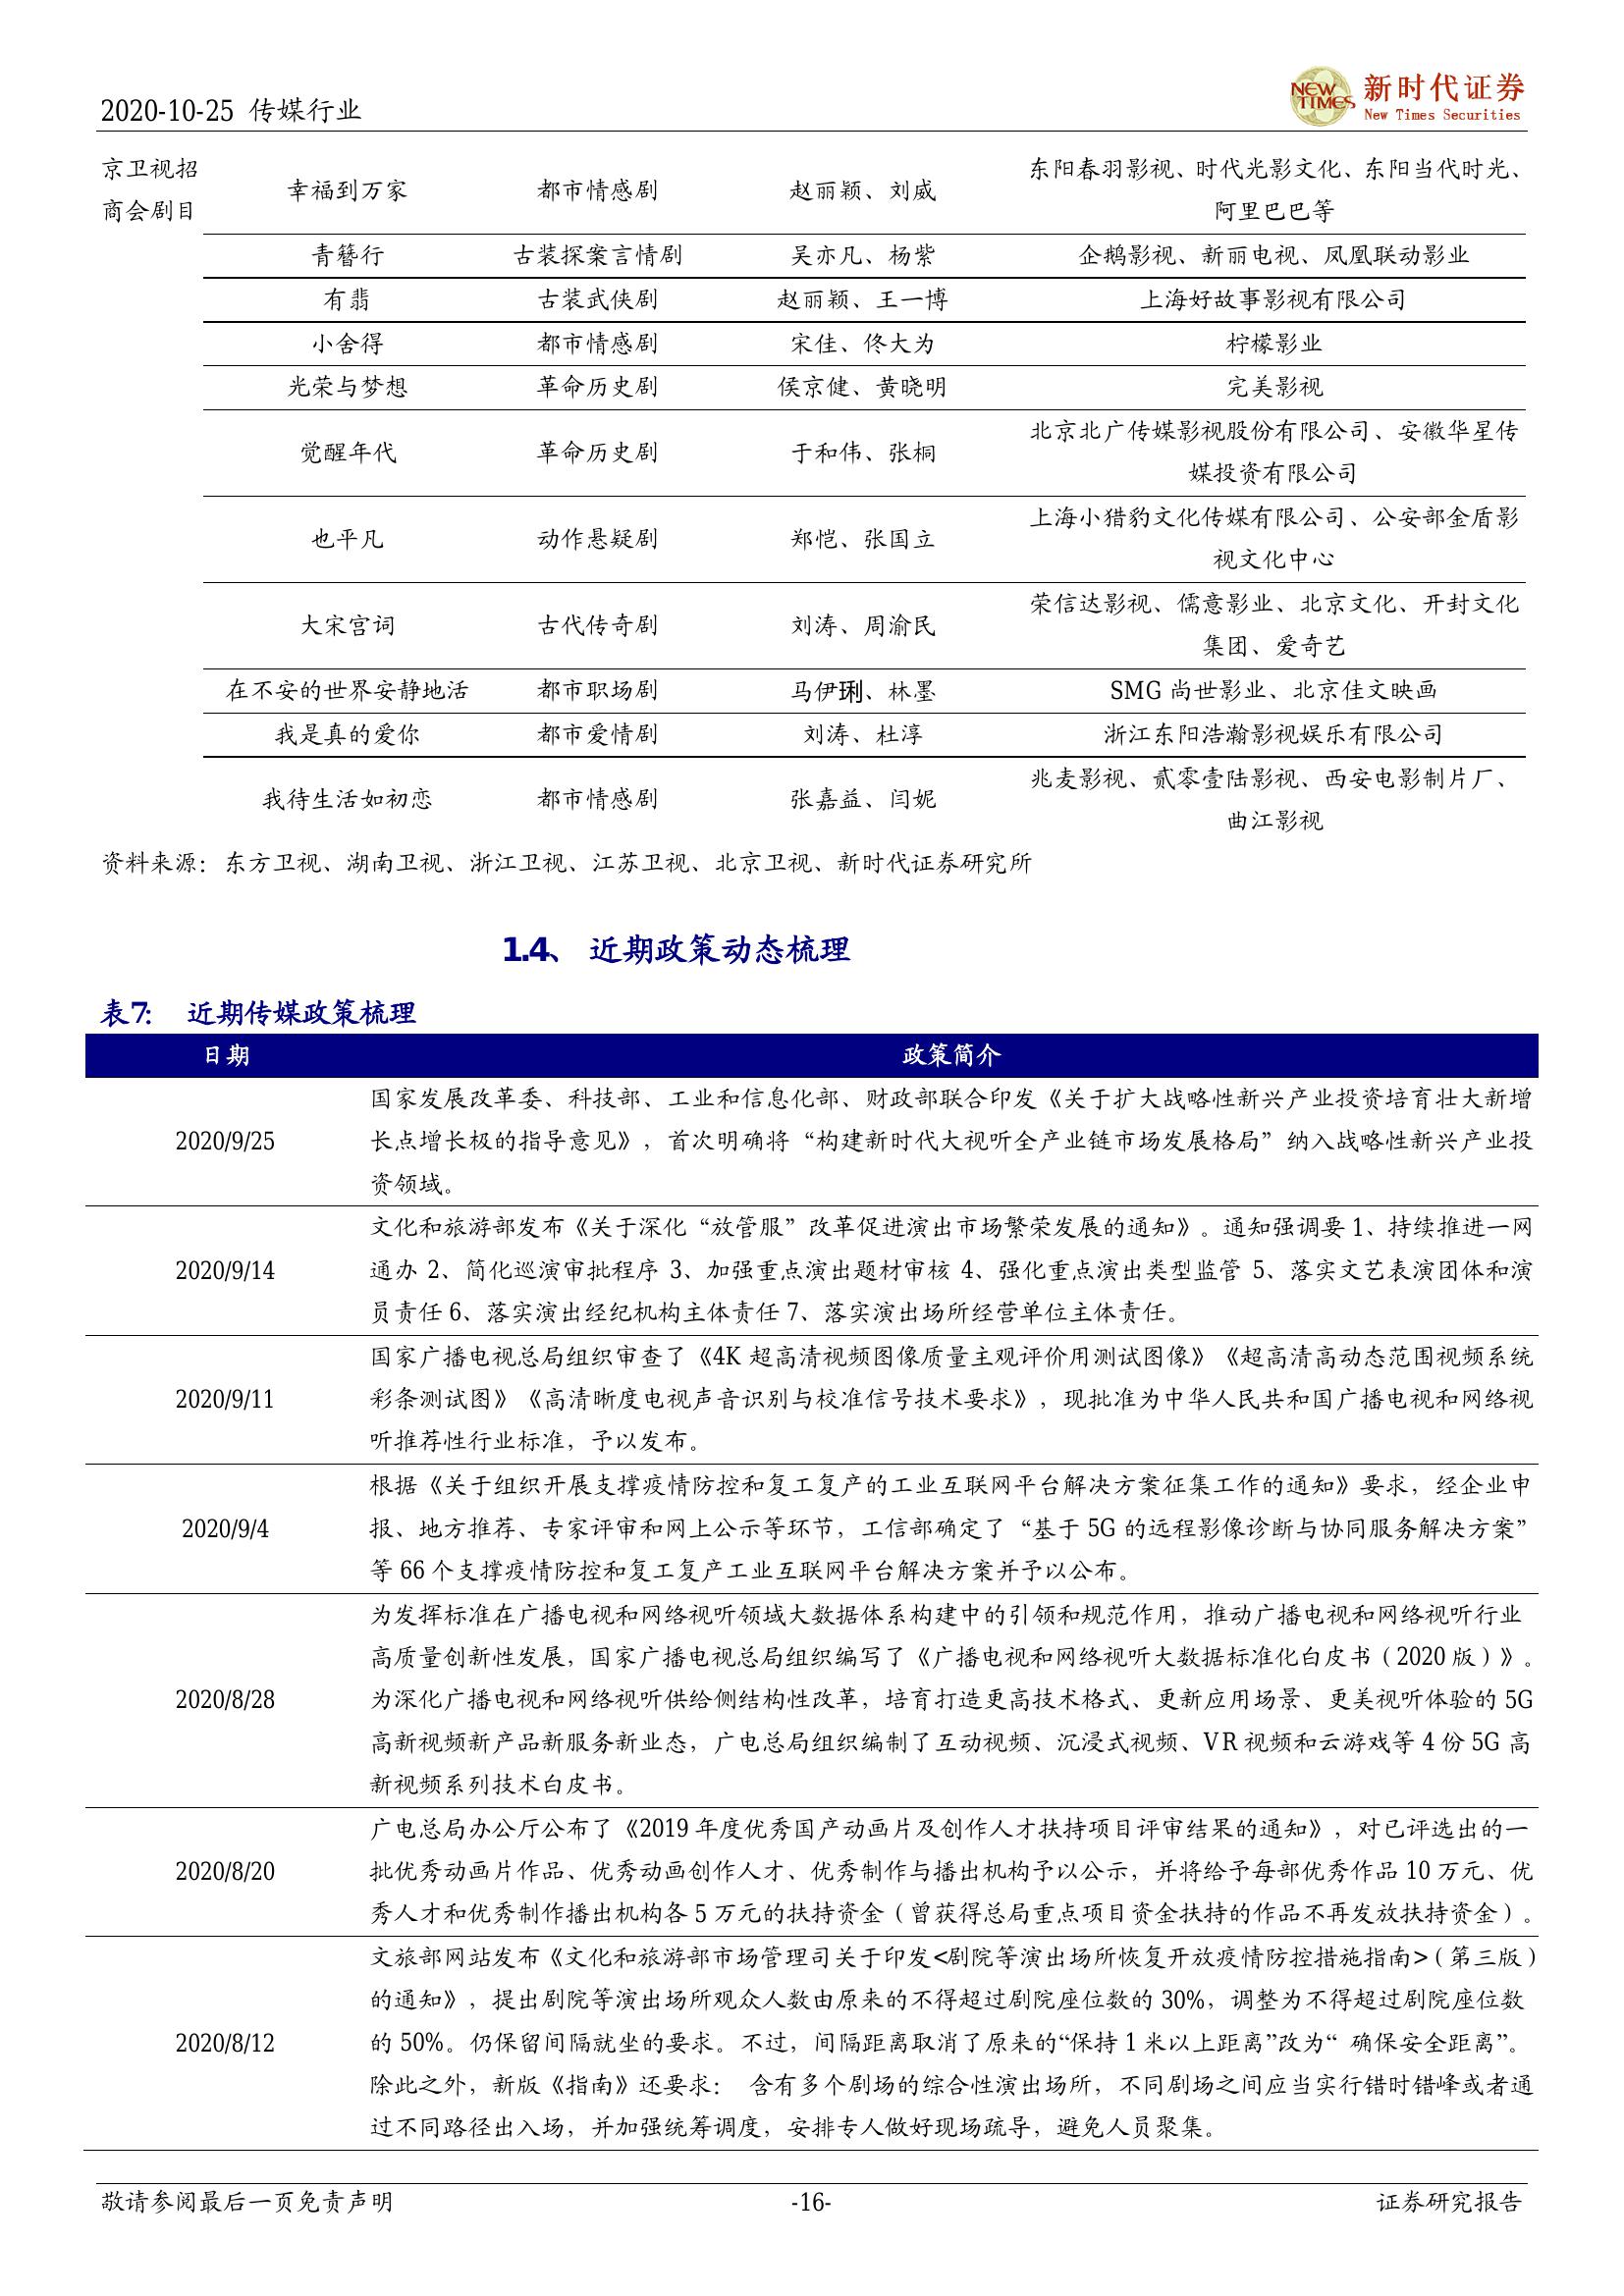 2020-10-25 传媒行业
NEW TIMES 新时代证券
New Times Securities
京卫视招
商会剧目
幸福到万家 都市情感剧 赵丽颖、刘威 东阳春羽影视、时代光影文化、东阳当代时光、
阿里巴巴等
青簪行 古装探案言情剧 吴亦凡、杨紫 企鹅影视、新丽电视、凤凰联动影业
有翡 古装武侠剧 赵丽颖、王一博 上海好故事影视有限公司
小舍得 都市情感剧 宋佳、佟大为 柠檬影业
光荣与梦想 革命历史剧 侯京健、黄晓明 完美影视
觉醒年代 革命历史剧 于和伟、张桐 北京北广传媒影视股份有限公司、安徽华星传
媒投资有限公司
也平凡 动作悬疑剧 郑恺、张国立 上海小猎豹文化传媒有限公司、公安部金盾影
视文化中心
大宋宫词 古代传奇剧 刘涛、周渝民 荣信达影视、儒意影业、北京文化、开封文化
集团、爱奇艺
在不安的世界安静地活 都市职场剧 马伊琍、林墨 SMG 尚世影业、北京佳文映画
我是真的爱你 都市爱情剧 刘涛、杜淳 浙江东阳浩瀚影视娱乐有限公司
我待生活如初恋 都市情感剧 张嘉益、闫妮 兆麦影视、贰零壹陆影视、西安电影制片厂、
曲江影视
资料来源：东方卫视、湖南卫视、浙江卫视、江苏卫视、北京卫视、新时代证券研究所
1.4、 近期政策动态梳理
表7： 近期传媒政策梳理
日期 政策简介
2020/9/25 国家发展改革委、科技部、工业和信息化部、财政部联合印发《关于扩大战略性新兴产业投资培育壮大新增
长点增长极的指导意见》，首次明确将“构建新时代大视听全产业链市场发展格局”纳入战略性新兴产业投
资领域。
2020/9/14 文化和旅游部发布《关于深化“放管服”改革促进演出市场繁荣发展的通知》。通知强调要 1、持续推进一网
通办 2、简化巡演审批程序 3、加强重点演出题材审核 4、强化重点演出类型监管 5、落实文艺表演团体和演
员责任 6、落实演出经纪机构主体责任 7、落实演出场所经营单位主体责任。
2020/9/11 国家广播电视总局组织审查了《4K 超高清视频图像质量主观评价用测试图像》《超高清高动态范围视频系统
彩条测试图》《高清晰度电视声音识别与校准信号技术要求》，现批准为中华人民共和国广播电视和网络视
听推荐性行业标准，予以发布。
2020/9/4 根据《关于组织开展支撑疫情防控和复工复产的工业互联网平台解决方案征集工作的通知》要求，经企业申
报、地方推荐、专家评审和网上公示等环节，工信部确定了“基于 5G 的远程影像诊断与协同服务解决方案”
等 66 个支撑疫情防控和复工复产工业互联网平台解决方案并予以公布。
2020/8/28 为发挥标准在广播电视和网络视听领域大数据体系构建中的引领和规范作用，推动广播电视和网络视听行业
高质量创新性发展，国家广播电视总局组织编写了《广播电视和网络视听大数据标准化白皮书（2020 版）》。
为深化广播电视和网络视听供给侧结构性改革，培育打造更高技术格式、更新应用场景、更美视听体验的 5G
高新视频新产品新服务新业态，广电总局组织编制了互动视频、沉浸式视频、VR 视频和云游戏等 4 份 5G 高
新视频系列技术白皮书。
2020/8/20 广电总局办公厅公布了《2019 年度优秀国产动画片及创作人才扶持项目评审结果的通知》，对已评选出的一
批优秀动画片作品、优秀动画创作人才、优秀制作与播出机构予以公示，并将给予每部优秀作品 10 万元、优
秀人才和优秀制作播出机构各 5 万元的扶持资金（曾获得总局重点项目资金扶持的作品不再发放扶持资金）。
2020/8/12 文旅部网站发布《文化和旅游部市场管理司关于印发<剧院等演出场所恢复开放疫情防控措施指南>（第三版）
的通知》，提出剧院等演出场所观众人数由原来的不得超过剧院座位数的 30%，调整为不得超过剧院座位数
的 50%。仍保留间隔就坐的要求。不过，间隔距离取消了原来的“保持 1 米以上距离”改为“ 确保安全距离”。
除此之外，新版《指南》还要求： 含有多个剧场的综合性演出场所，不同剧场之间应当实行错时错峰或者通
过不同路径出入场，并加强统筹调度，安排专人做好现场疏导，避免人员聚集。
敬请参阅最后一页免责声明 -16- 证券研究报告